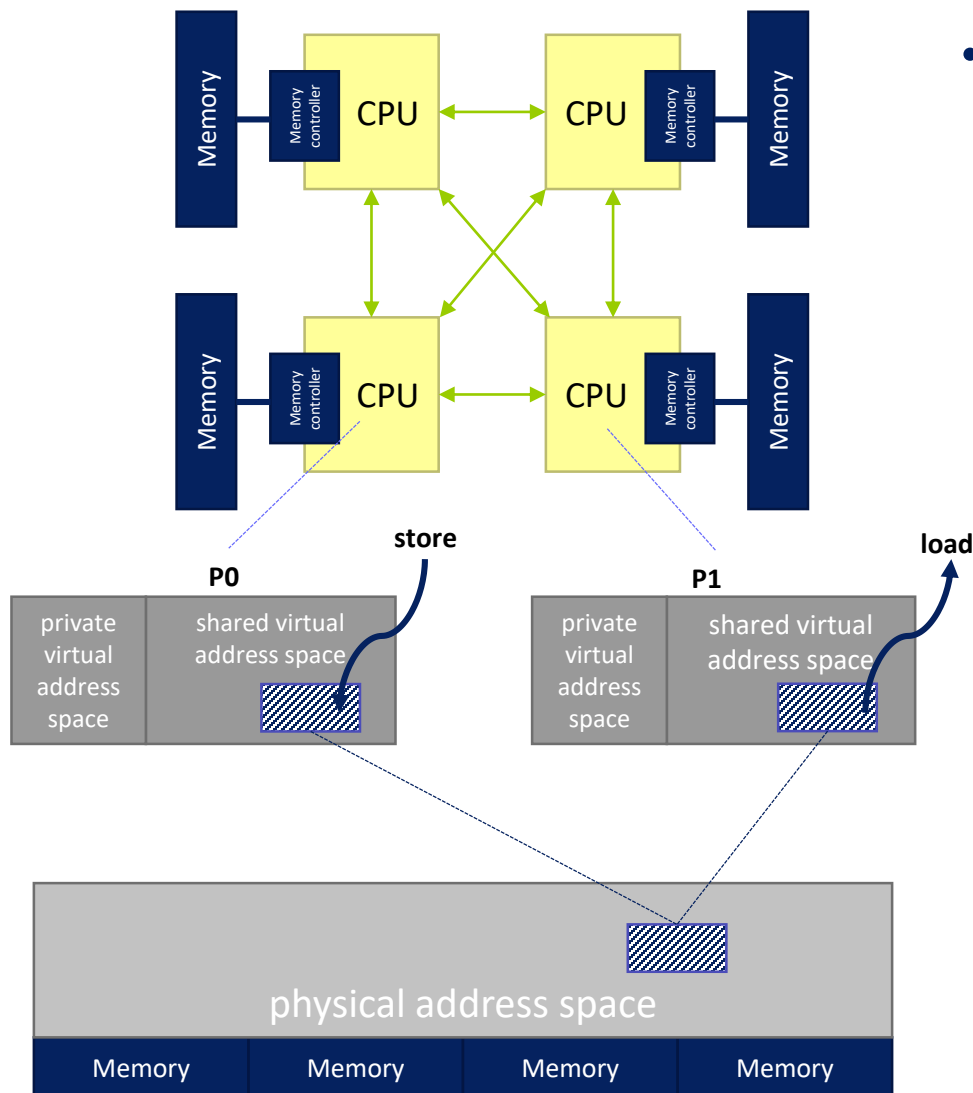 Memory
Memory
controller
CPU
CPU
Memory
controller
Memory
Memory
Memory
controller
CPU
CPU
Memory
controller
Memory
store
load
P0
P1
private
virtual
address
space
shared virtual
address space
private
virtual
address
space
shared virtual
address space
physical address space
Memory
Memory
Memory
Memory